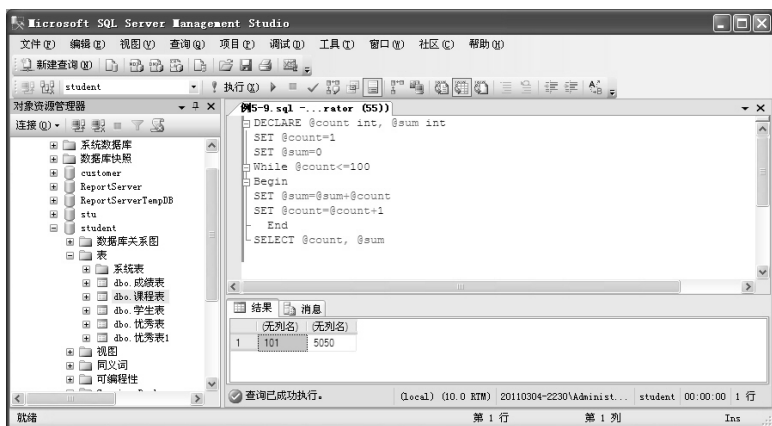 Microsoft SQL Server Management Studio
文件(F) 编辑(E) 视图(V) 查询(Q) 项目(P) 调试(D) 工具(T) 窗口(W) 社区(C) 帮助(H)
新建查询(N)
student 执行(X)
对象资源管理器
连接(O)
系统数据库
数据库快照
customer
ReportServer
ReportServerTempDB
stu
student
数据库关系图
表
系统表
dbo.成绩表
dbo.课程表
dbo.学生表
dbo.优秀表
dbo.优秀表1
视图
同义词
可编程性
例5-9.sql -...rator (55))
DECLARE @count int, @sum int
SET @count=1
SET @sum=0
While @count<=100
Begin
SET @sum=@sum+@count
SET @count=@count+1
End
SELECT @count, @sum
结果 消息
(无列名) (无列名)
1 101 5050
查询已成功执行。 (local) (10.0 RTM) 20110304-2230\Administ... student 00:00:00 1 行
就绪 第 1 行 第 1 列 Ins